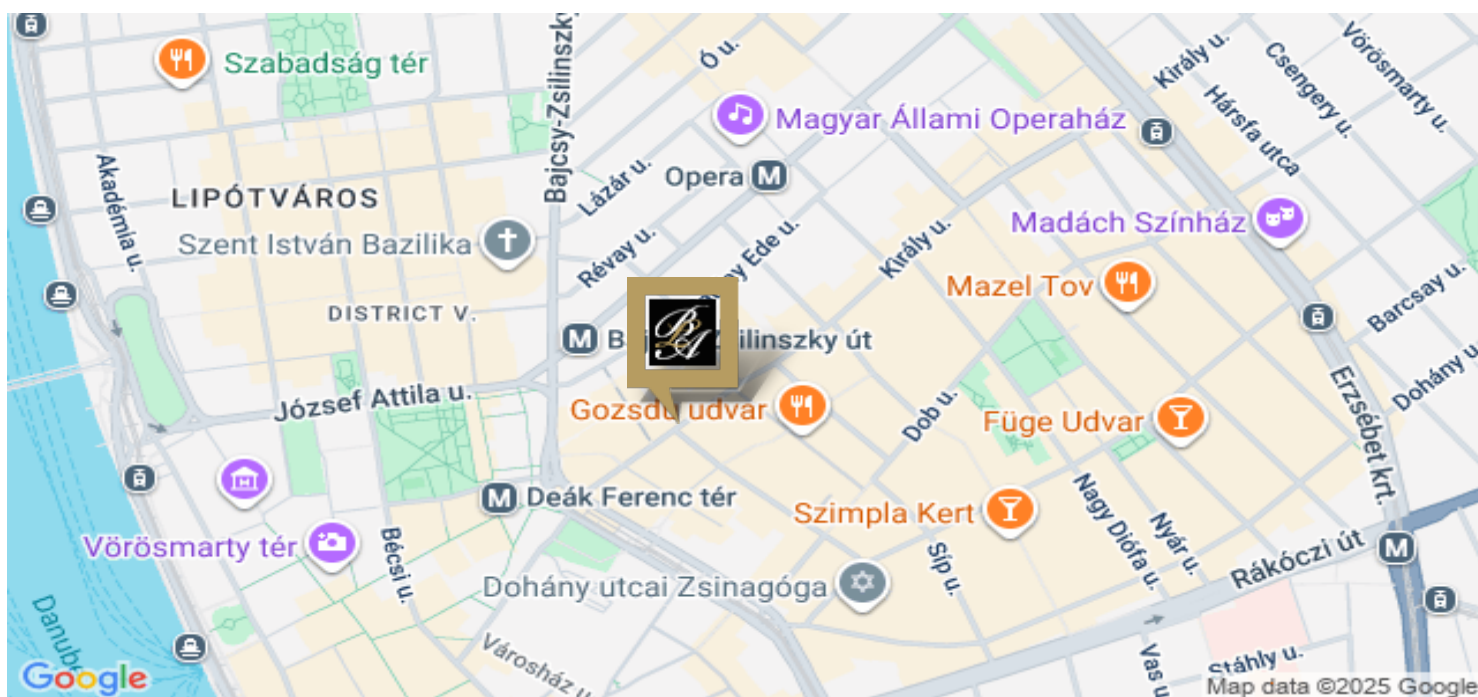 Szabadság tér
Bajcsy-Zsilinszky
Ó u.
Király u.
Csengery u.
Vörösmarty u.
Hársfa utca
Magyar Állami Operaház
Akadémia u.
LIPÓTVÁROS
Lázár u.
Opera M
Szent István Bazilika
Révay u.
ay Ede u.
Király u.
Madách Színház
Mazel Tov
Barcsay u.
DISTRICT V.
M B
ilinszky út
József Attila u.
Gozsdu udvar
Dob u.
Füge Udvar
Erzsébet krt.
Dohány u.
M Deák Ferenc tér
Szimpla Kert
Nagy Diófa u.
Nyár u.
Vörösmarty tér
Bécsi u.
Síp u.
Rákóczi út
M
Dohány utcai Zsinagóga
Danube
Városház u
Vas u
Stáhly u.
Google
Map data ©2025 Google